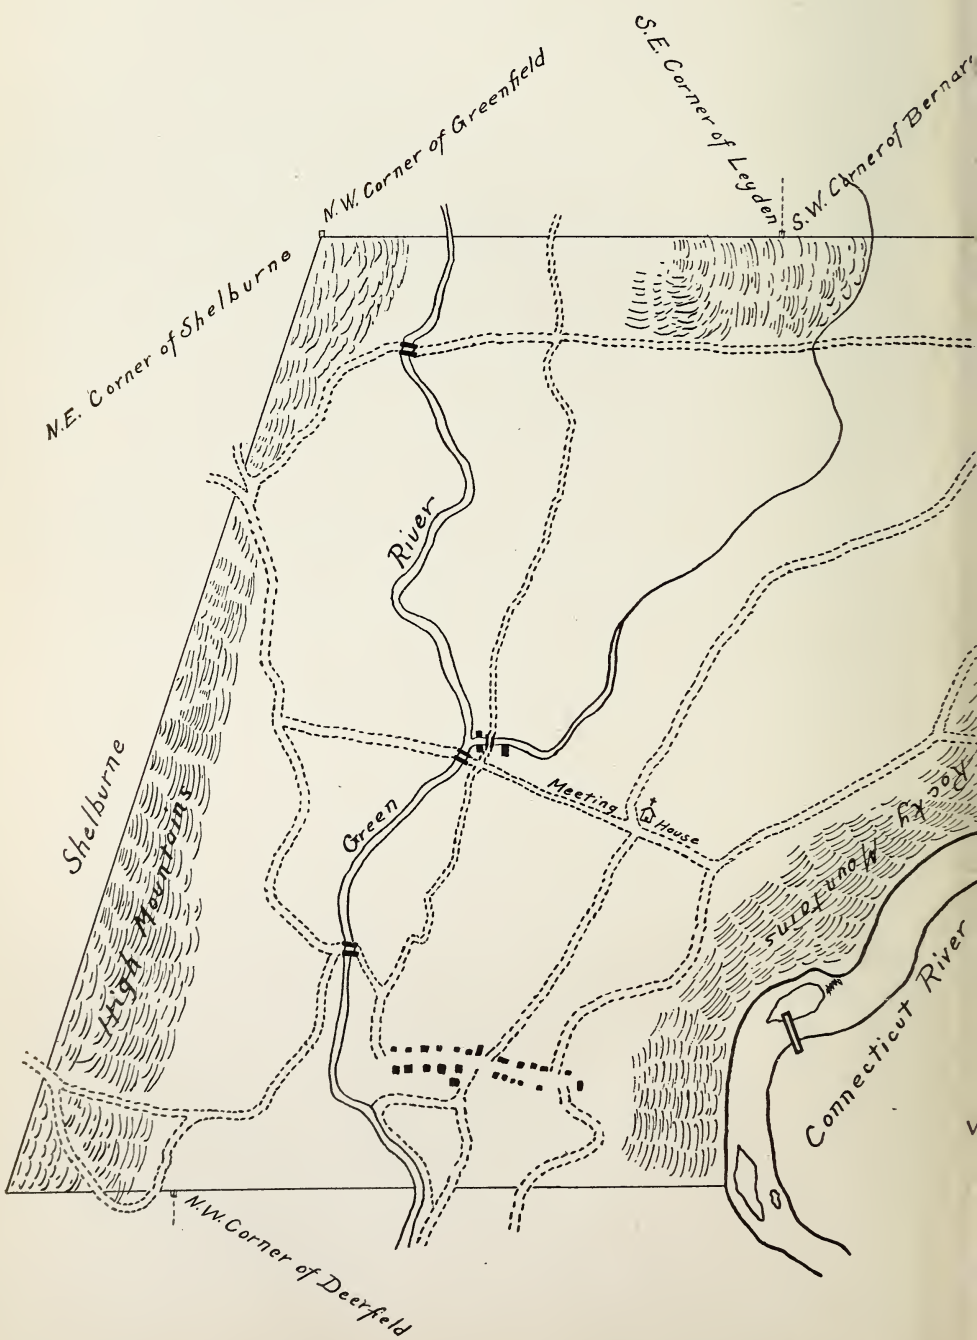 S.E. Corner of Leyden
N.W. Corner of Greenfield
S.W. Corner of Bernar
N.E. Corner of Shelburne
River
Shelburne
High Mountains
Green
Meeting
House
Rocky
Mountains
Connecticut River
N.W. Corner of Deerfield